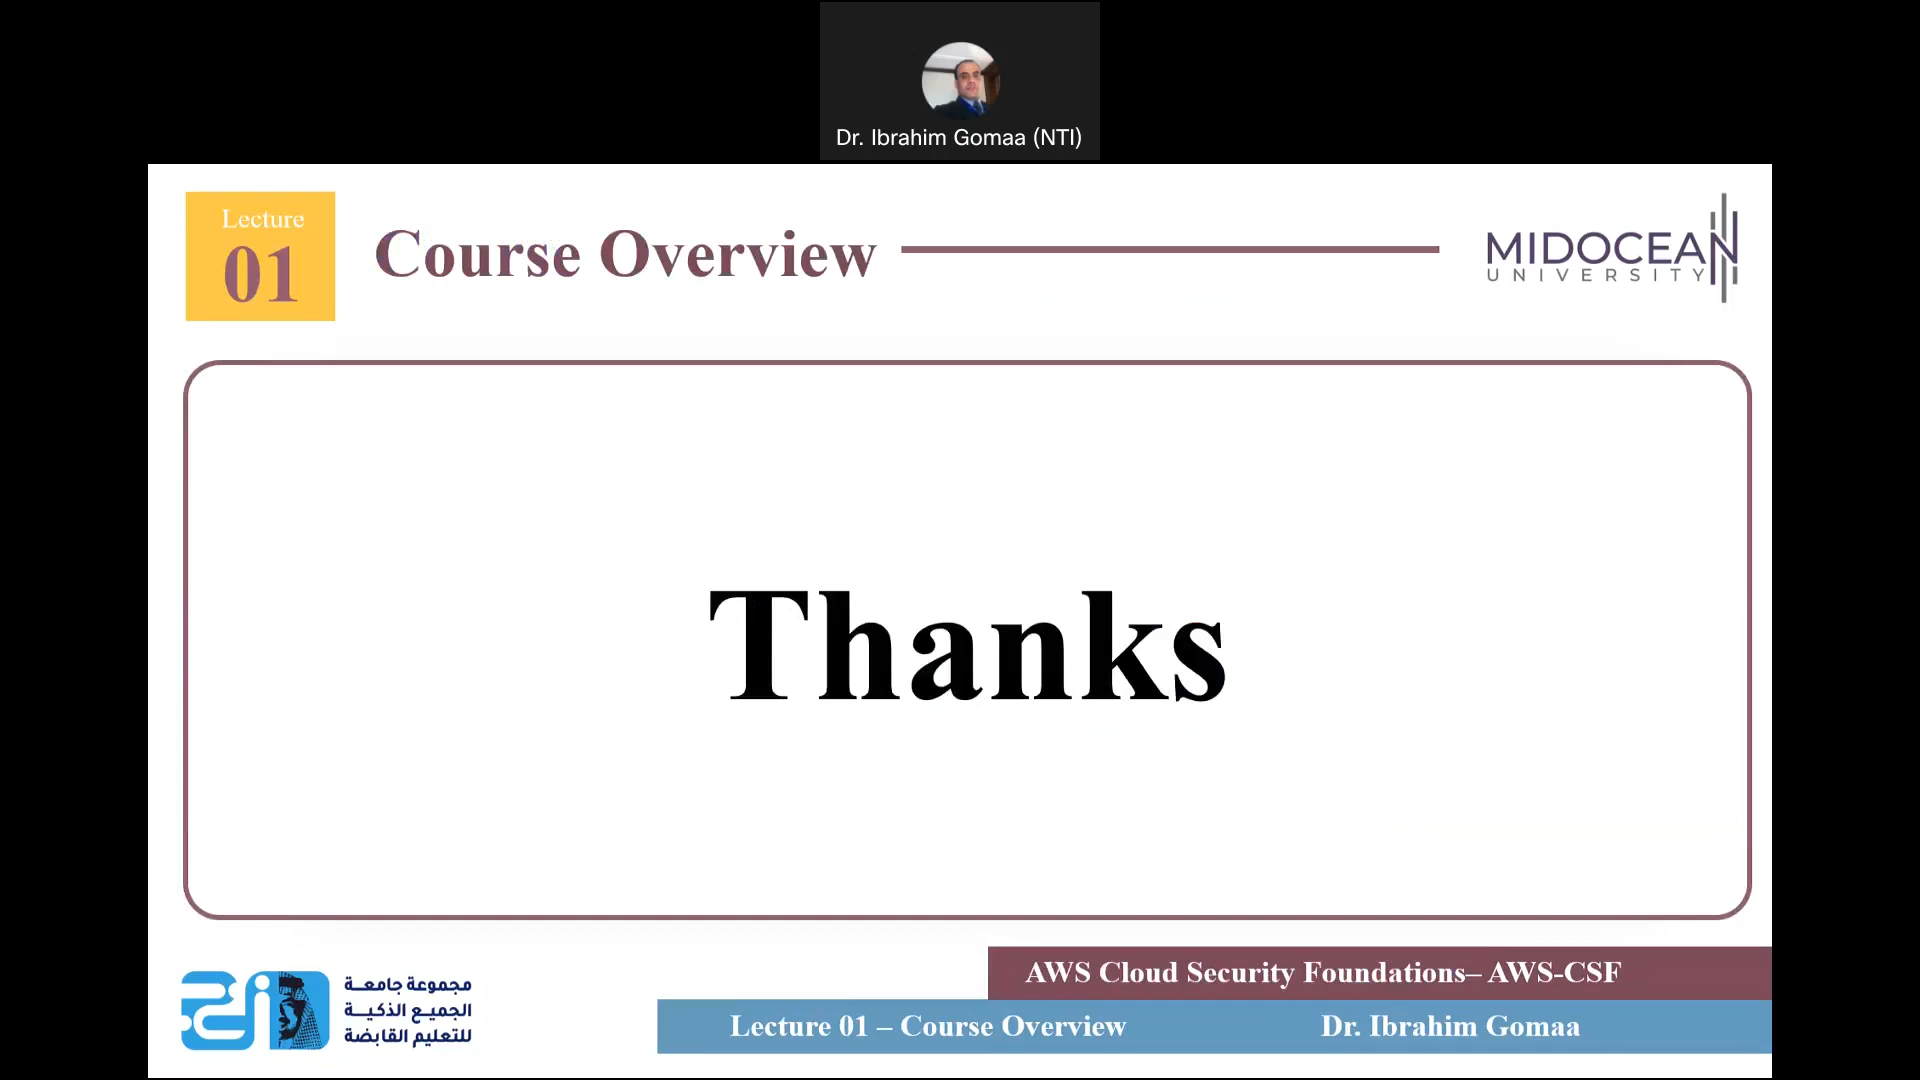 Dr. Ibrahim Gomaa (NTI)
Lecture
01
Course Overview
MIDOCEAN
UNIVERSITY
Thanks
مجموعة جامعة
الجميع الذكية
للتعليم القابضة
AWS Cloud Security Foundations– AWS-CSF
Lecture 01 – Course Overview
Dr. Ibrahim Gomaa